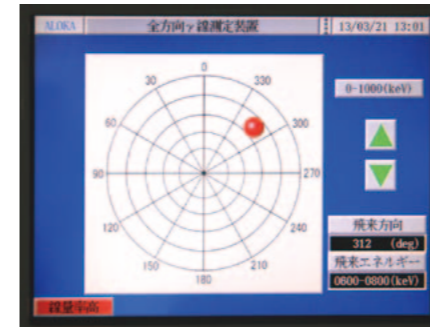 ALOKA 全方向γ線測定装置 13/03/21 13:01
0
30 330
60 300
90 270
120 240
150 210
180
0-1000(keV)
飛来方向
312 (deg)
飛来エネルギー
0600-0800(keV)
線量率高